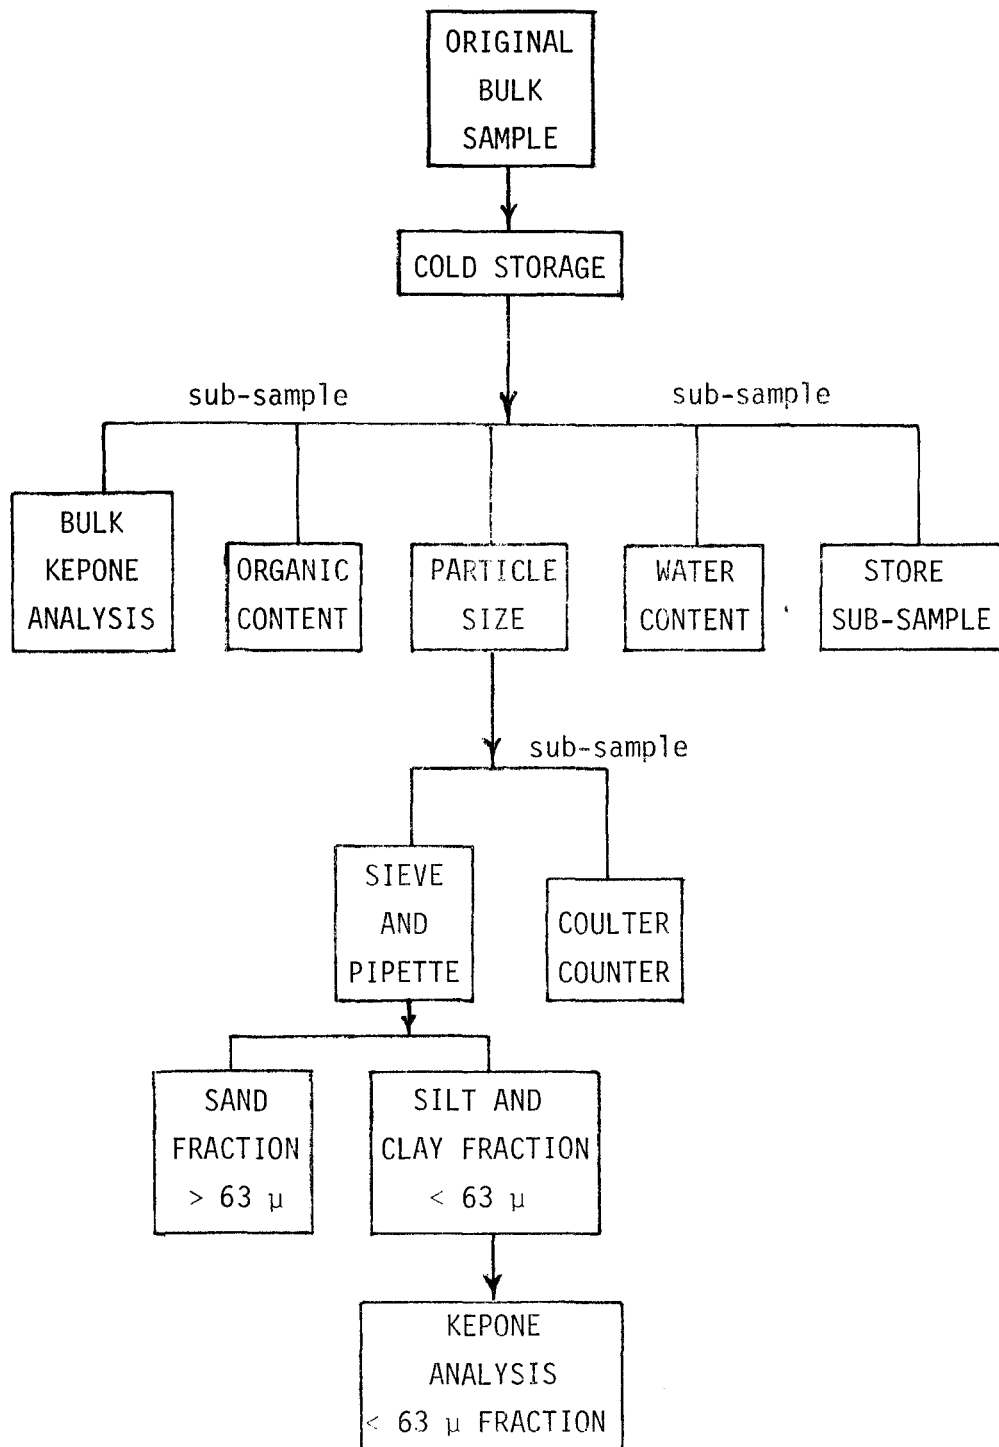 ORIGINAL
BULK
SAMPLE
COLD STORAGE
sub-sample
sub-sample
BULK
KEPONE
ANALYSIS
ORGANIC
CONTENT
PARTICLE
SIZE
WATER
CONTENT
STORE
SUB-SAMPLE
sub-sample
SIEVE
AND
PIPETTE
COULTER
COUNTER
SAND
FRACTION
> 63 μ
SILT AND
CLAY FRACTION
< 63 μ
KEPONE
ANALYSIS
< 63 μ FRACTION